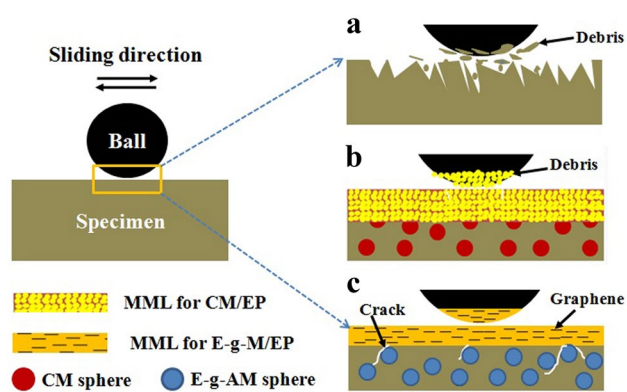 Sliding direction
Ball
Specimen
MML for CM/EP
MML for E-g-M/EP
CM sphere
E-g-AM sphere
a
Debris
b
Debris
c
Crack
Graphene